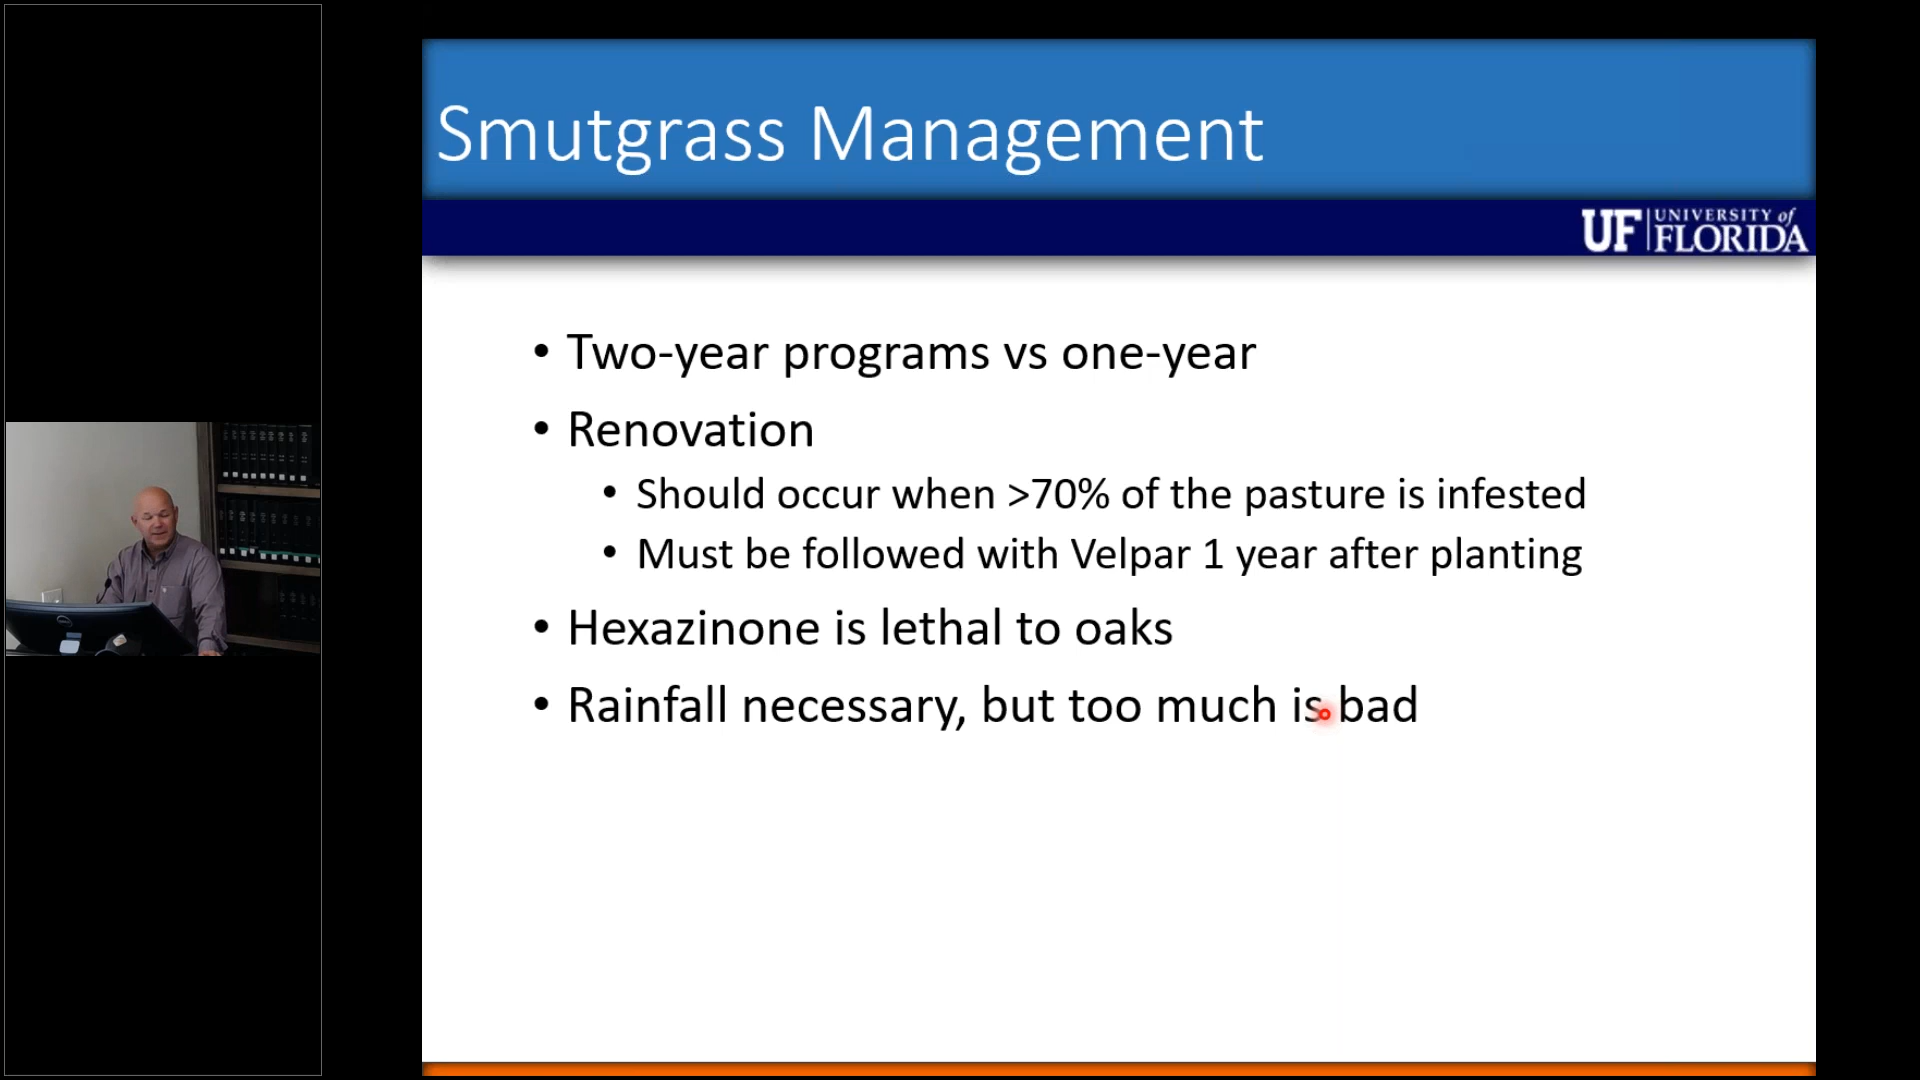 Smutgrass Management
UF UNIVERSITY of FLORIDA
• Two-year programs vs one-year
• Renovation
• Should occur when >70% of the pasture is infested
• Must be followed with Velpar 1 year after planting
• Hexazinone is lethal to oaks
• Rainfall necessary, but too much is bad